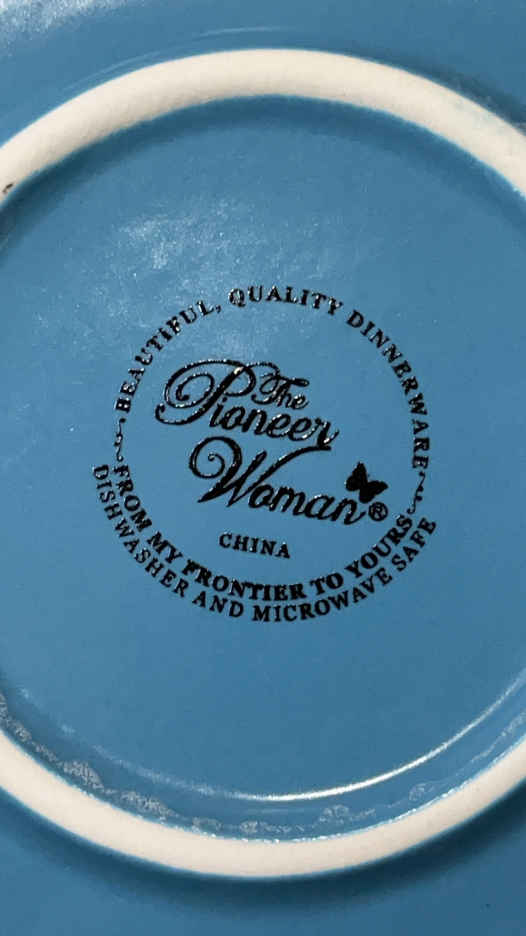 BEAUTIFUL, QUALITY DINNERWARE
The
Pioneer
Woman®
CHINA
FROM MY FRONTIER TO YOURS
DISHWASHER AND MICROWAVE SAFE